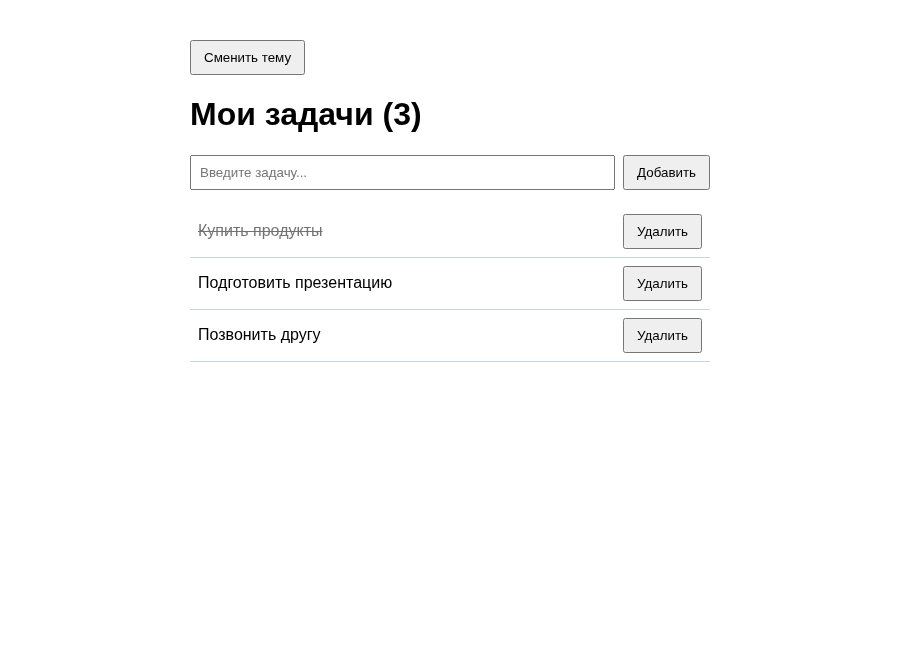 Сменить тему
Мои задачи (3)
Введите задачу... Добавить
Купить продукты Удалить
Подготовить презентацию Удалить
Позвонить другу Удалить